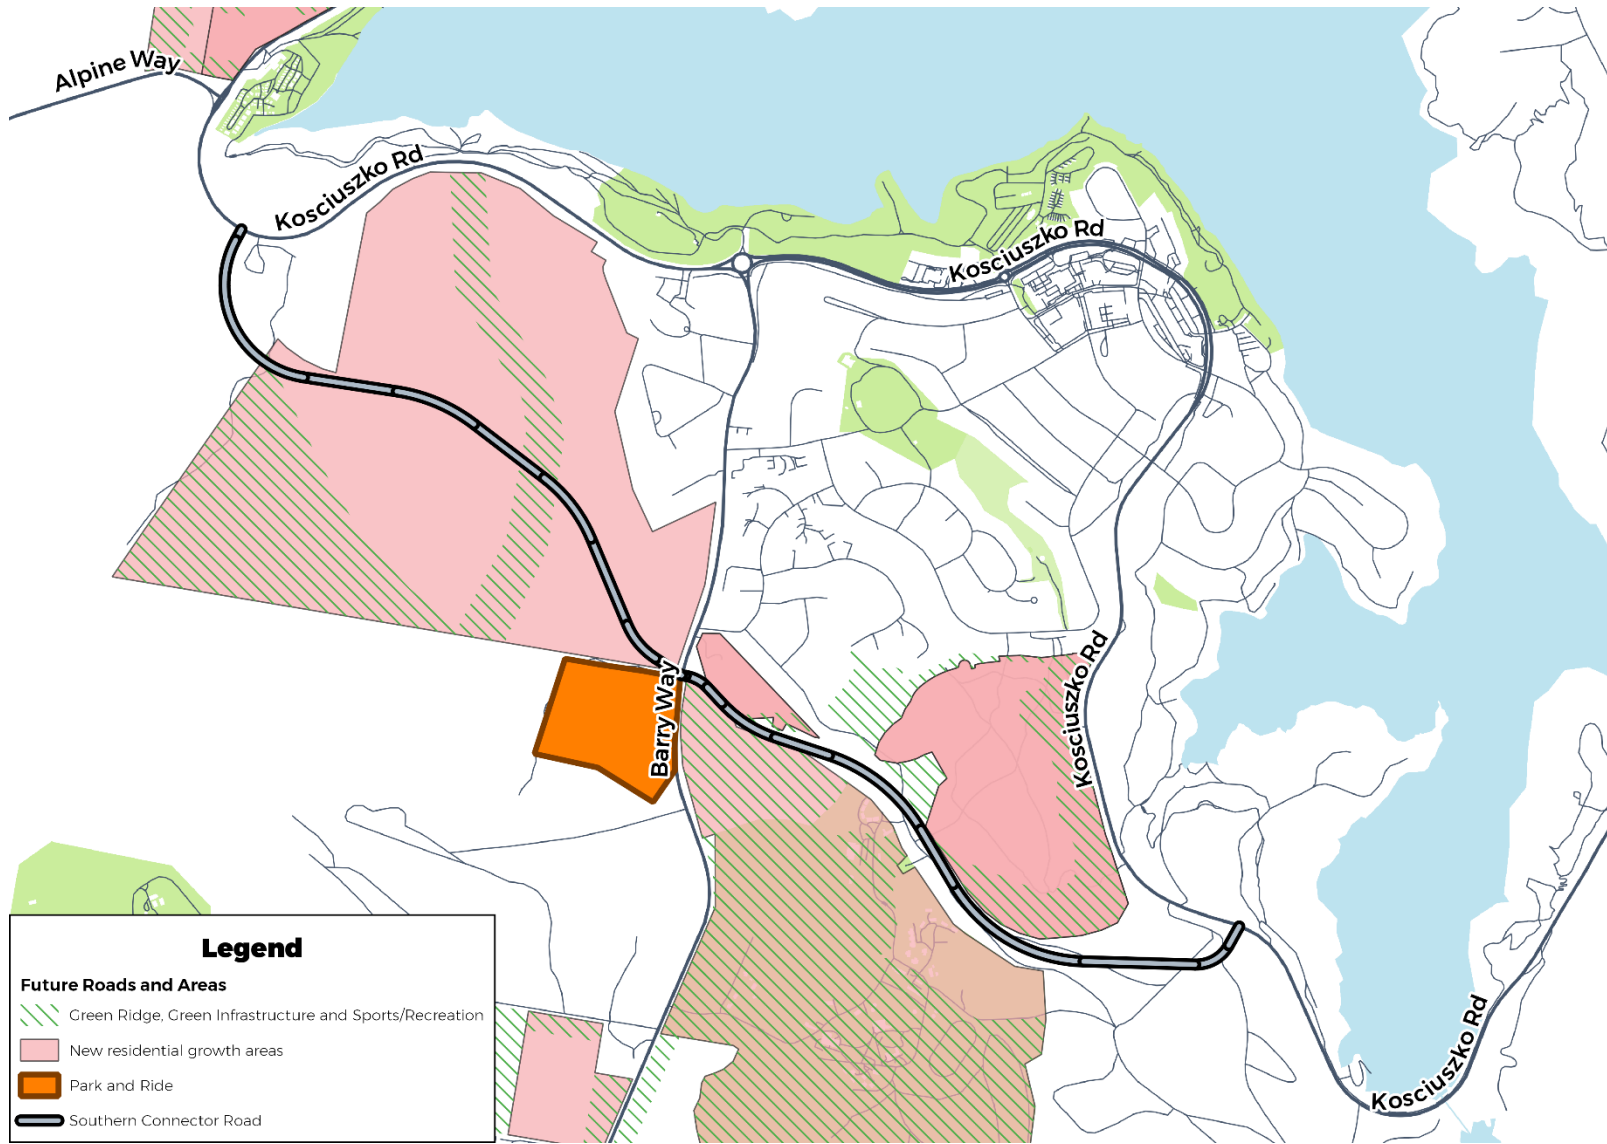 Alpine Way
Kosciuszko Rd
Kosciuszko Rd
Kosciuszko Rd
Barry Way
Kosciuszko Rd
Legend
Future Roads and Areas
Green Ridge, Green Infrastructure and Sports/Recreation
New residential growth areas
Park and Ride
Southern Connector Road